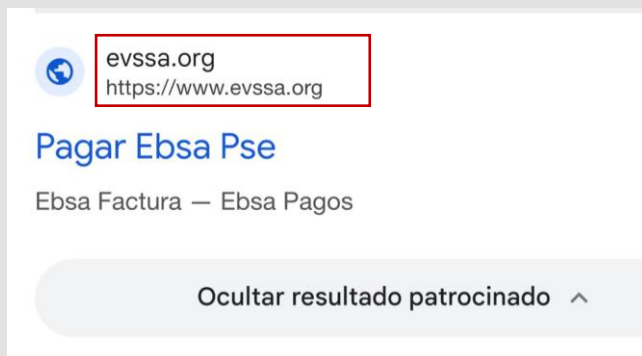 evssa.org
https://www.evssa.org
Pagar Ebsa Pse
Ebsa Factura — Ebsa Pagos
Ocultar resultado patrocinado